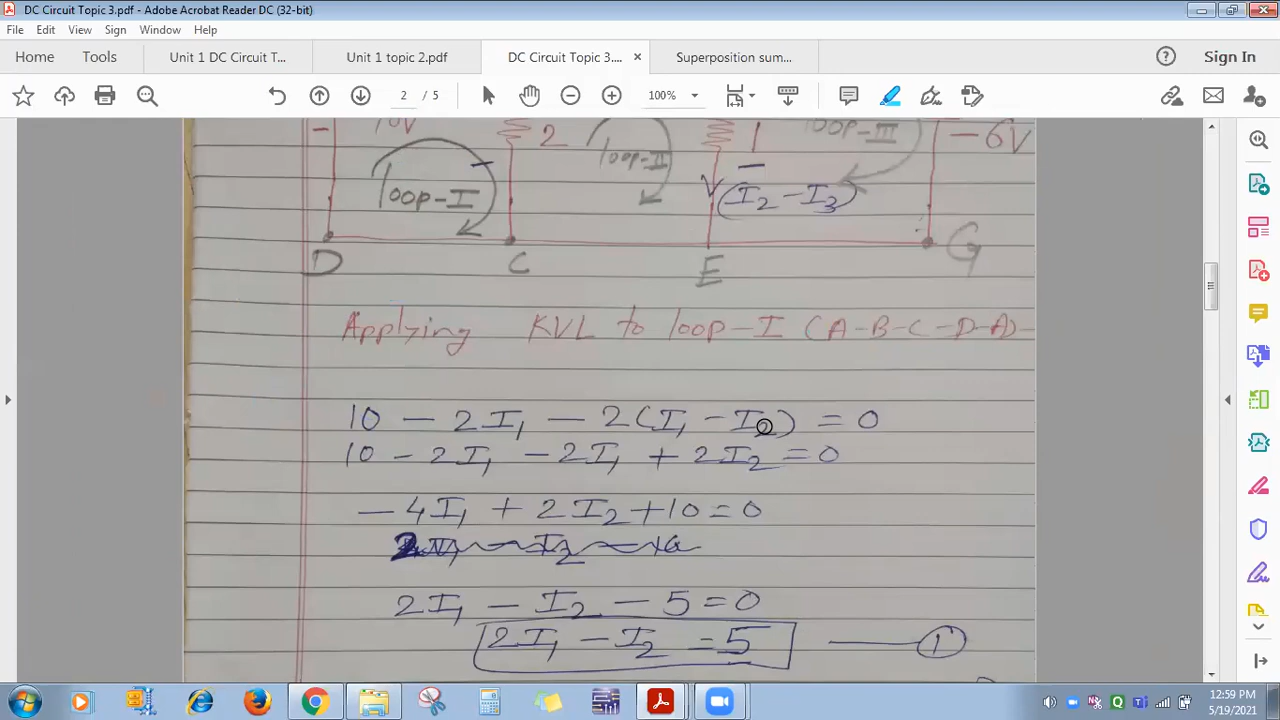 DC Circuit Topic 3.pdf - Adobe Acrobat Reader DC (32-bit)
File Edit View Sign Window Help
Home Tools Unit 1 DC Circuit T... Unit 1 topic 2.pdf DC Circuit Topic 3.... Superposition sum... Sign In
2 / 5 100%
10V 2 1 -6V
loop-I loop-II loop-III
(I₂ - I₃)
D C E G
Applying KVL to loop-I (A-B-C-D-A)-
10 - 2I₁ - 2(I₁ - I₂) = 0
10 - 2I₁ - 2I₁ + 2I₂ = 0
- 4I₁ + 2I₂ + 10 = 0
2I₁ - I₂ - 5 = 0
2I₁ - I₂ = 5 — 1
12:59 PM
5/19/2021